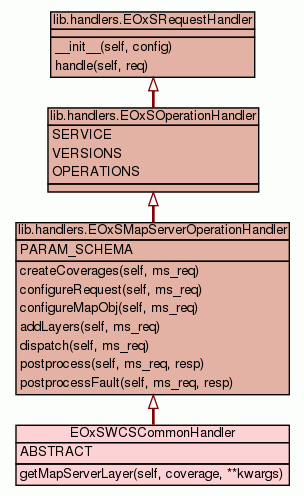 lib.handlers.EOxSRequestHandler
__init__(self, config)
handle(self, req)
lib.handlers.EOxSOperationHandler
SERVICE
VERSIONS
OPERATIONS
lib.handlers.EOxSMapServerOperationHandler
PARAM_SCHEMA
createCoverages(self, ms_req)
configureRequest(self, ms_req)
configureMapObj(self, ms_req)
addLayers(self, ms_req)
dispatch(self, ms_req)
postprocess(self, ms_req, resp)
postprocessFault(self, ms_req, resp)
EOxSWCSCommonHandler
ABSTRACT
getMapServerLayer(self, coverage, **kwargs)